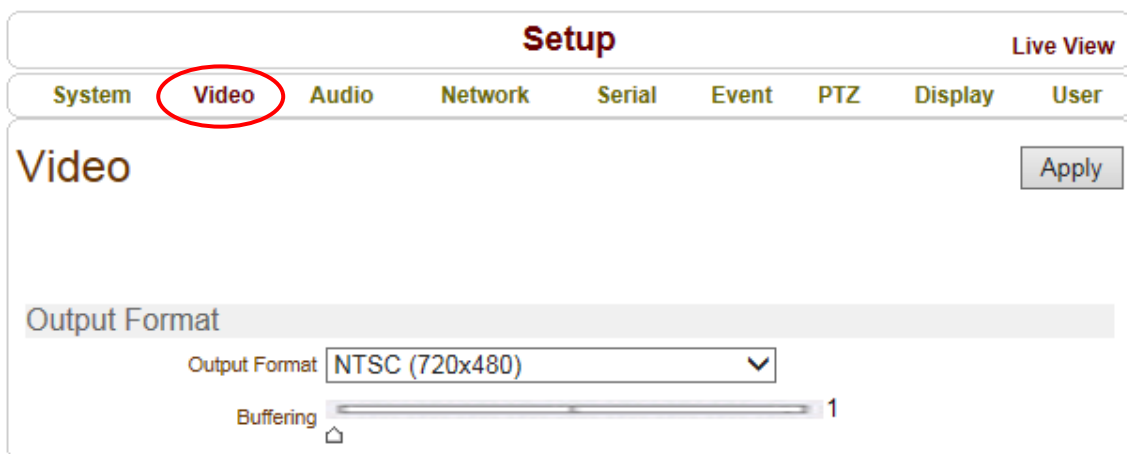 Setup
Live View
System Video Audio Network Serial Event PTZ Display User
Video
Apply
Output Format
Output Format NTSC (720x480)
Buffering 1